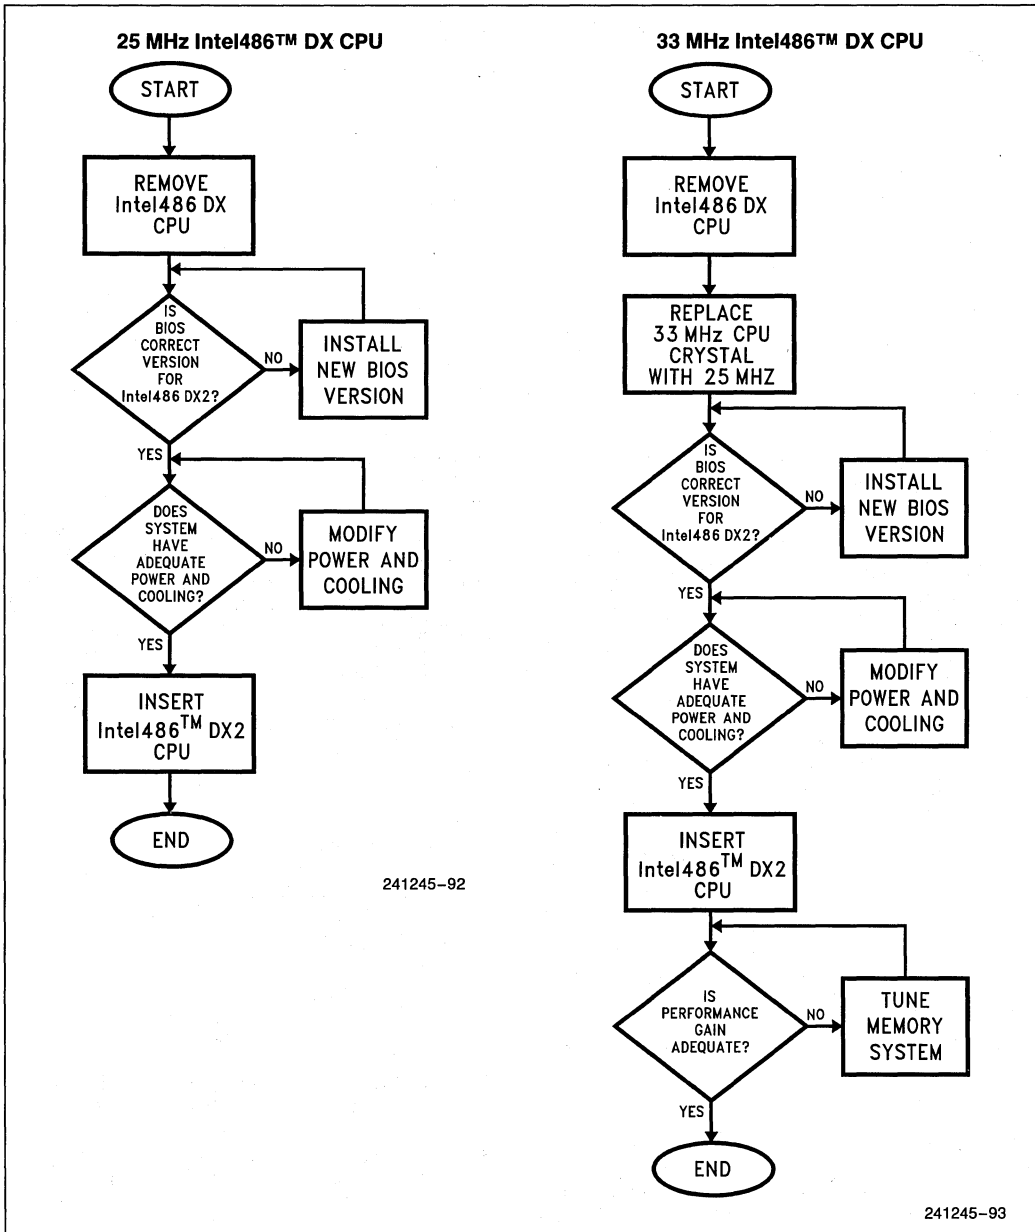 25 MHz Intel486™ DX CPU
START
REMOVE
Intel486 DX
CPU
IS
BIOS
CORRECT
VERSION
FOR
Intel486 DX2?
NO
INSTALL
NEW BIOS
VERSION
YES
DOES
SYSTEM
HAVE
ADEQUATE
POWER AND
COOLING?
NO
MODIFY
POWER AND
COOLING
YES
INSERT
Intel486™ DX2
CPU
END
241245-92
33 MHz Intel486™ DX CPU
START
REMOVE
Intel486 DX
CPU
REPLACE
33 MHz CPU
CRYSTAL
WITH 25 MHZ
IS
BIOS
CORRECT
VERSION
FOR
Intel486 DX2?
NO
INSTALL
NEW BIOS
VERSION
YES
DOES
SYSTEM
HAVE
ADEQUATE
POWER AND
COOLING?
NO
MODIFY
POWER AND
COOLING
YES
INSERT
Intel486™ DX2
CPU
IS
PERFORMANCE
GAIN
ADEQUATE?
NO
TUNE
MEMORY
SYSTEM
YES
END
241245-93